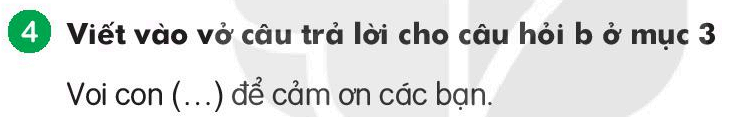 4 Viết vào vở câu trả lời cho câu hỏi b ở mục 3
Voi con (...) để cảm ơn các bạn.